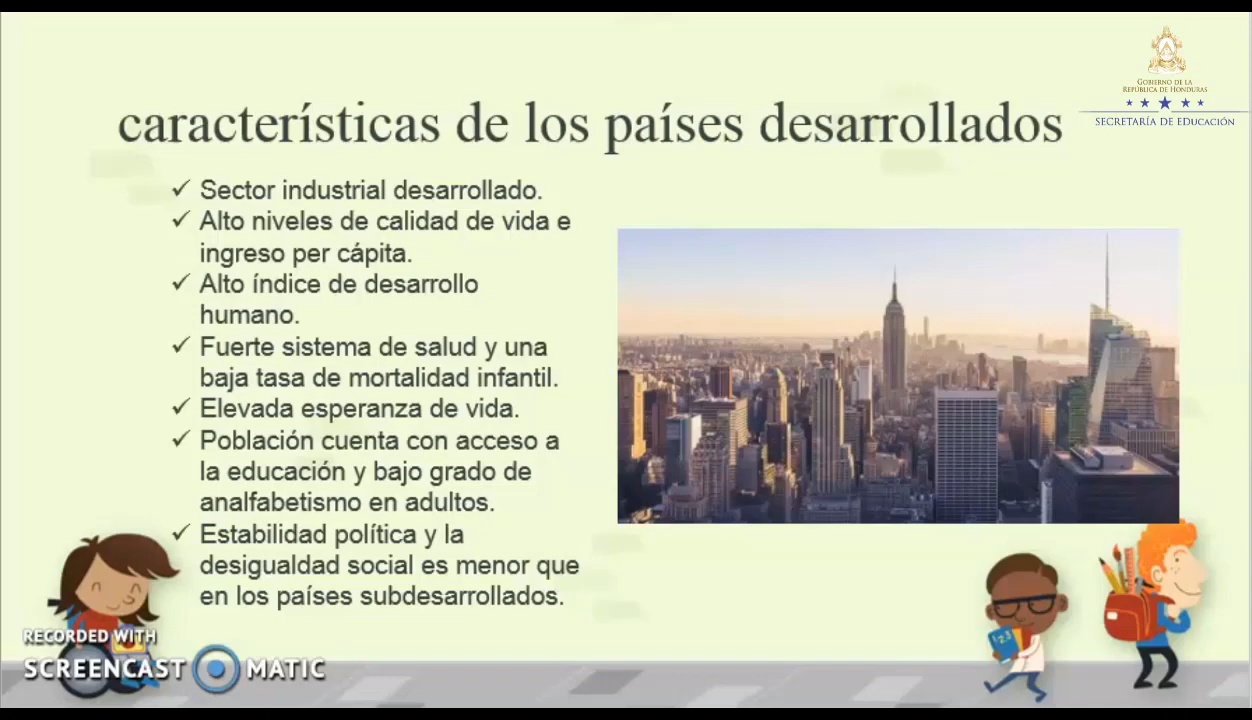 GOBIERNO DE LA
REPÚBLICA DE HONDURAS
SECRETARÍA DE EDUCACIÓN
características de los países desarrollados
✓ Sector industrial desarrollado.
✓ Alto niveles de calidad de vida e
ingreso per cápita.
✓ Alto índice de desarrollo
humano.
✓ Fuerte sistema de salud y una
baja tasa de mortalidad infantil.
✓ Elevada esperanza de vida.
✓ Población cuenta con acceso a
la educación y bajo grado de
analfabetismo en adultos.
✓ Estabilidad política y la
desigualdad social es menor que
en los países subdesarrollados.
1 2 3
RECORDED WITH
SCREENCAST MATIC